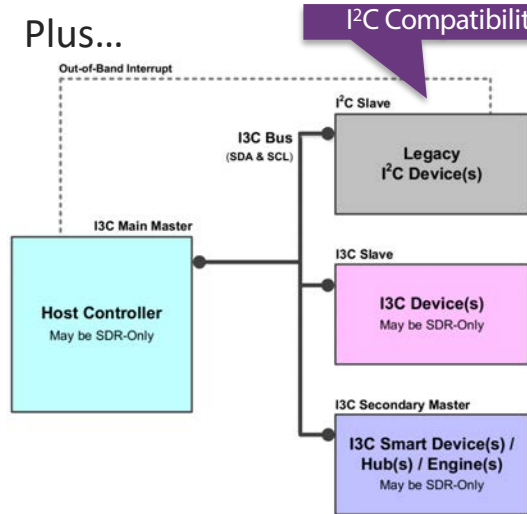 Plus...
I²C Compatibilit
Out-of-Band Interrupt
I²C Slave
I3C Bus
(SDA & SCL)
Legacy
I²C Device(s)
I3C Main Master
Host Controller
May be SDR-Only
I3C Slave
I3C Device(s)
May be SDR-Only
I3C Secondary Master
I3C Smart Device(s) /
Hub(s) / Engine(s)
May be SDR-Only